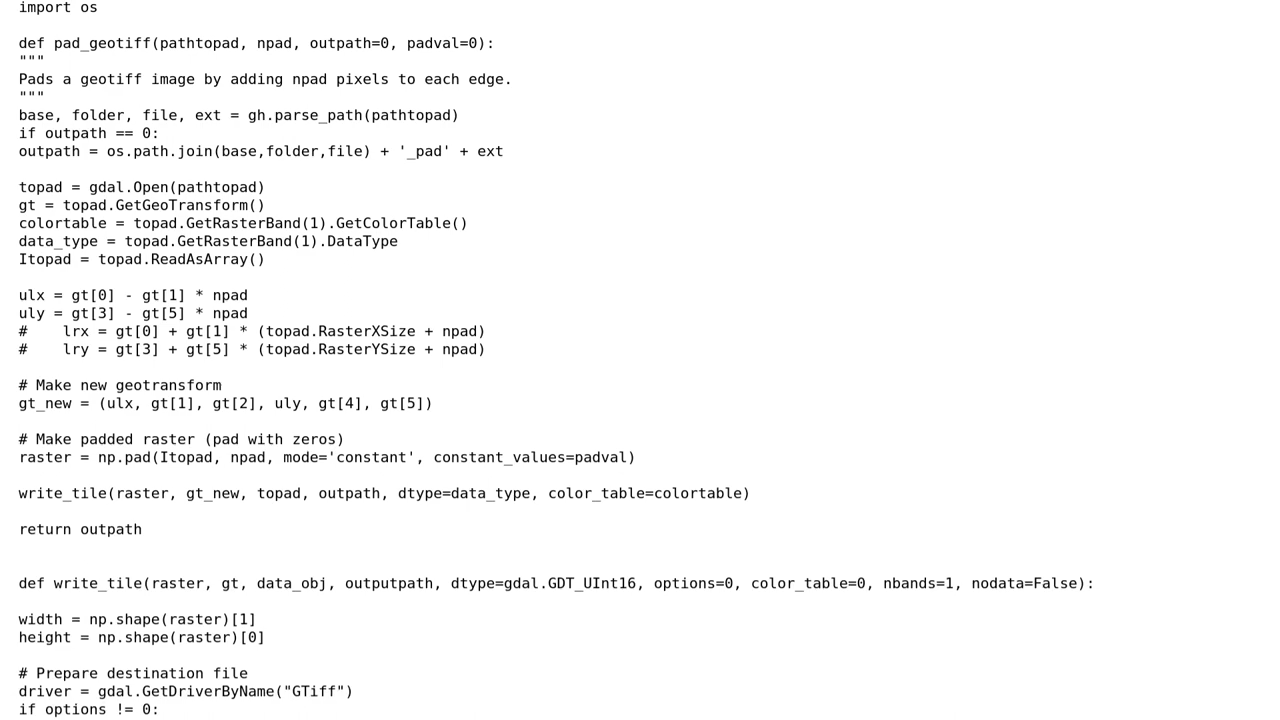 import os
def pad_geotiff(pathtopad, npad, outpath=0, padval=0):
"""
Pads a geotiff image by adding npad pixels to each edge.
"""
base, folder, file, ext = gh.parse_path(pathtopad)
if outpath == 0:
outpath = os.path.join(base,folder,file) + '_pad' + ext
topad = gdal.Open(pathtopad)
gt = topad.GetGeoTransform()
colortable = topad.GetRasterBand(1).GetColorTable()
data_type = topad.GetRasterBand(1).DataType
Itopad = topad.ReadAsArray()
ulx = gt[0] - gt[1] * npad
uly = gt[3] - gt[5] * npad
#    lrx = gt[0] + gt[1] * (topad.RasterXSize + npad)
#    lry = gt[3] + gt[5] * (topad.RasterYSize + npad)
# Make new geotransform
gt_new = (ulx, gt[1], gt[2], uly, gt[4], gt[5])
# Make padded raster (pad with zeros)
raster = np.pad(Itopad, npad, mode='constant', constant_values=padval)
write_tile(raster, gt_new, topad, outpath, dtype=data_type, color_table=colortable)
return outpath
def write_tile(raster, gt, data_obj, outputpath, dtype=gdal.GDT_UInt16, options=0, color_table=0, nbands=1, nodata=False):
width = np.shape(raster)[1]
height = np.shape(raster)[0]
# Prepare destination file
driver = gdal.GetDriverByName("GTiff")
if options != 0: